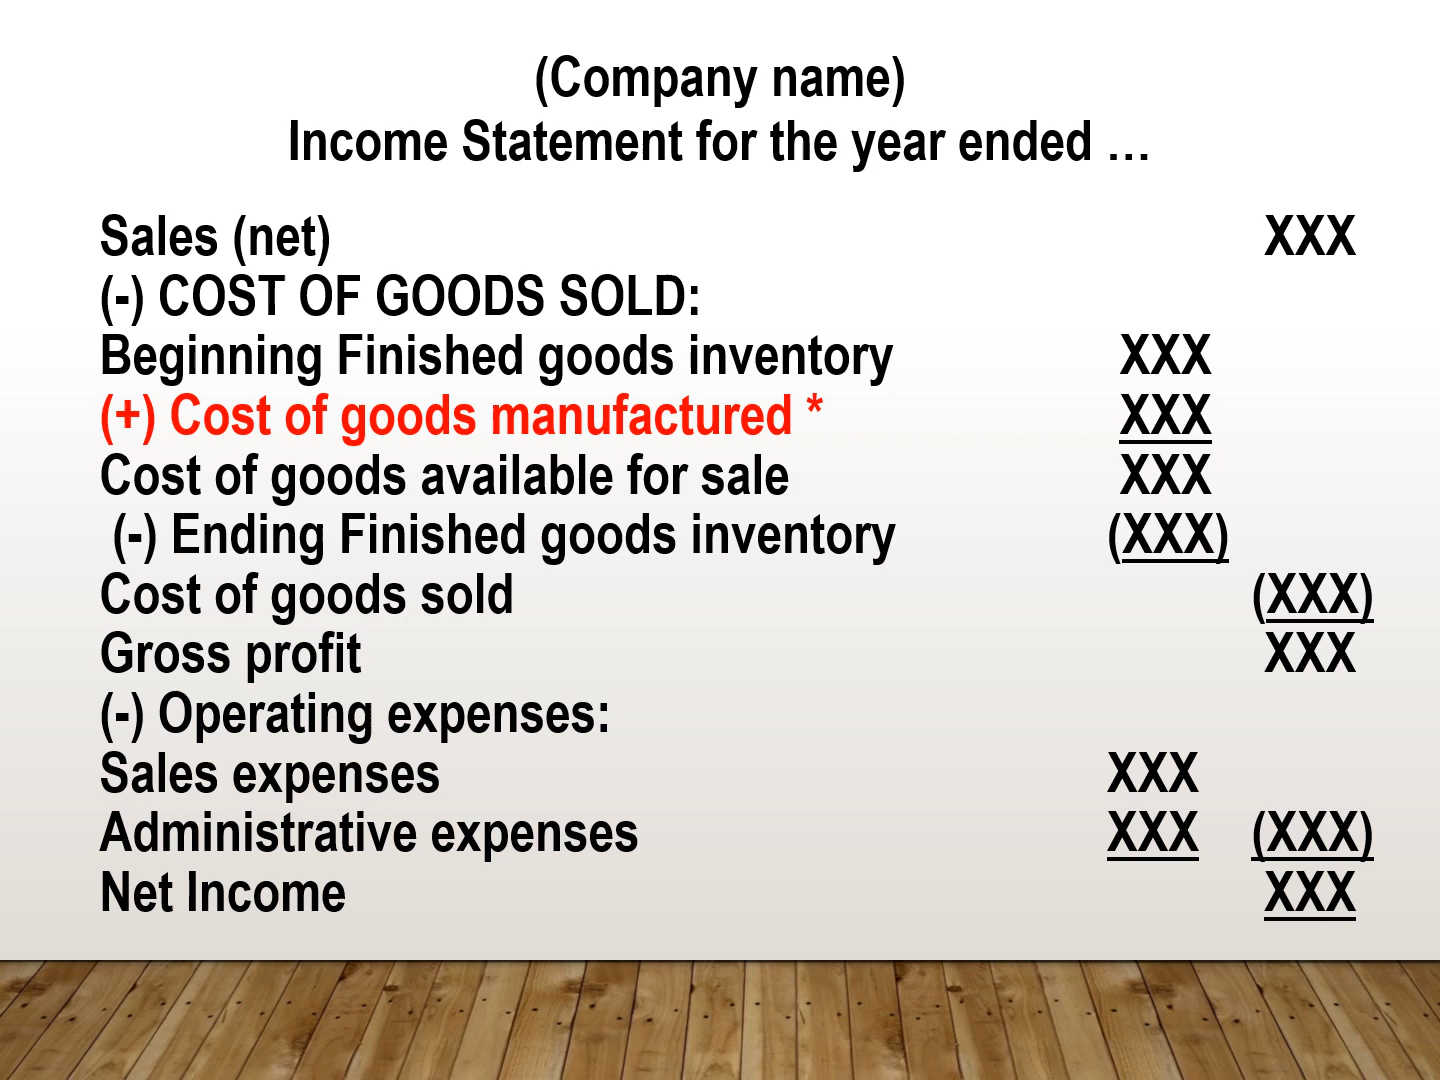 (Company name)
Income Statement for the year ended …
Sales (net) XXX
(-) COST OF GOODS SOLD:
Beginning Finished goods inventory XXX
(+) Cost of goods manufactured * XXX
Cost of goods available for sale XXX
(-) Ending Finished goods inventory (XXX)
Cost of goods sold (XXX)
Gross profit XXX
(-) Operating expenses:
Sales expenses XXX
Administrative expenses XXX (XXX)
Net Income XXX